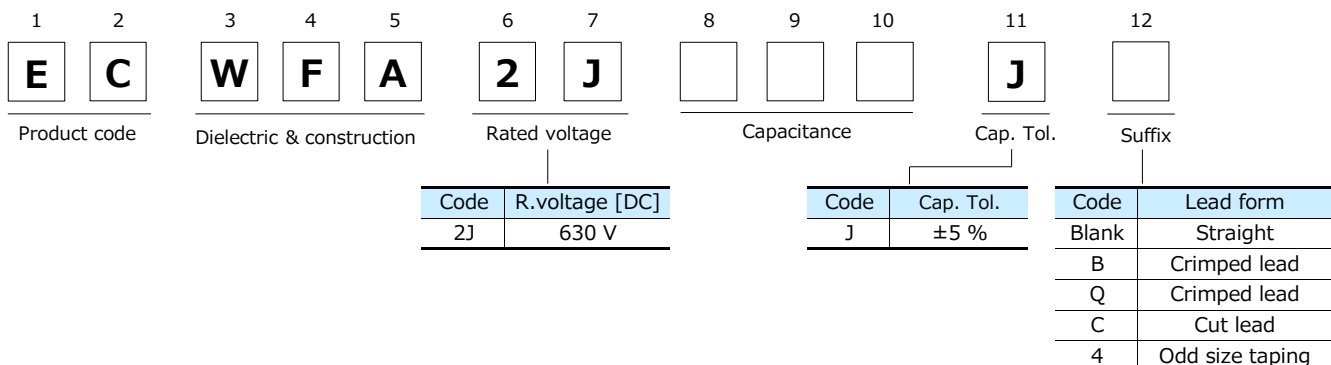 1 2 3 4 5 6 7 8 9 10 11 12
E C W F A 2 J J
Product code Dielectric & construction Rated voltage Capacitance Cap. Tol. Suffix
Code R.voltage [DC] Code Cap. Tol. Code Lead form
2J 630 V J ±5 % Blank Straight
B Crimped lead
Q Crimped lead
C Cut lead
4 Odd size taping